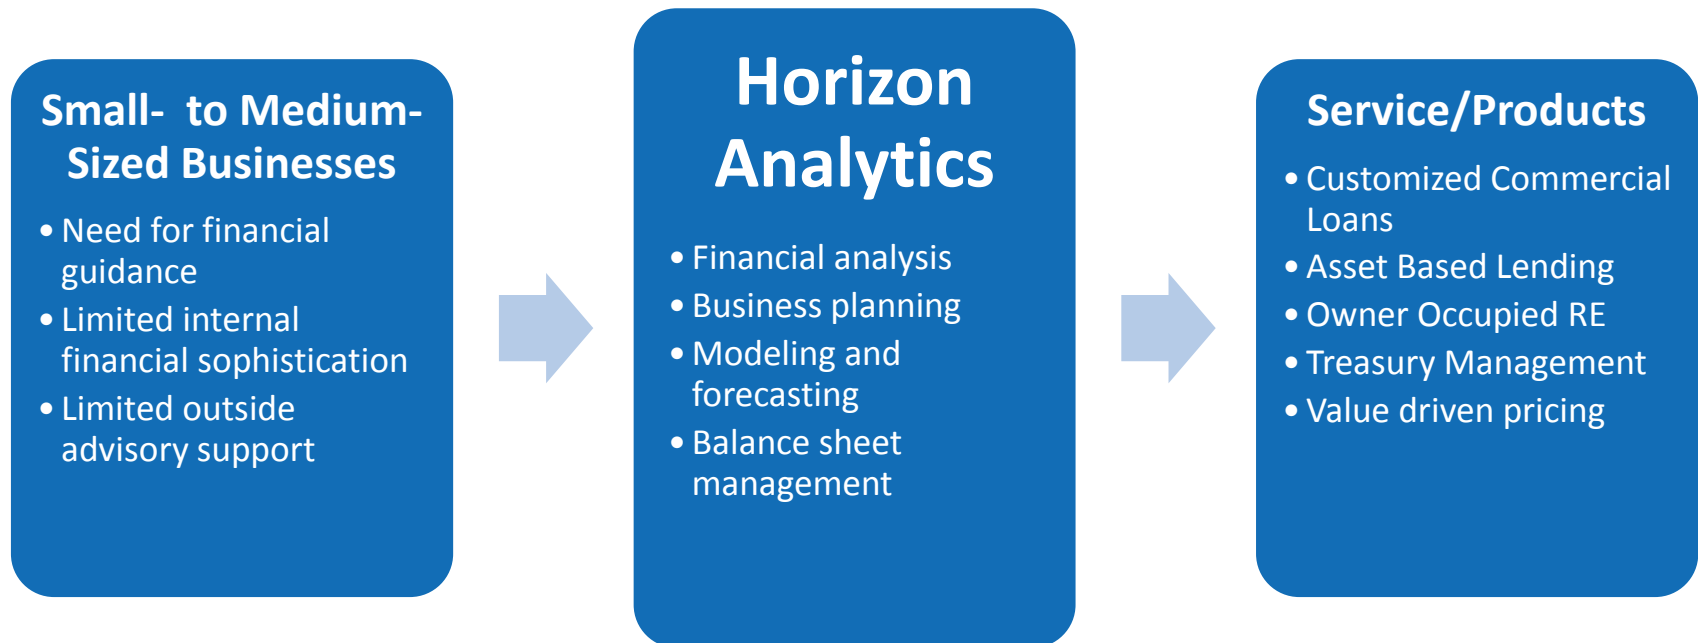 Small-  to Medium-
Sized Businesses
• Need for financial
guidance
• Limited internal
financial sophistication
• Limited outside
advisory support
Horizon
Analytics
• Financial analysis
• Business planning
• Modeling and
forecasting
• Balance sheet
management
Service/Products
• Customized Commercial
Loans
• Asset Based Lending
• Owner Occupied RE
• Treasury Management
• Value driven pricing